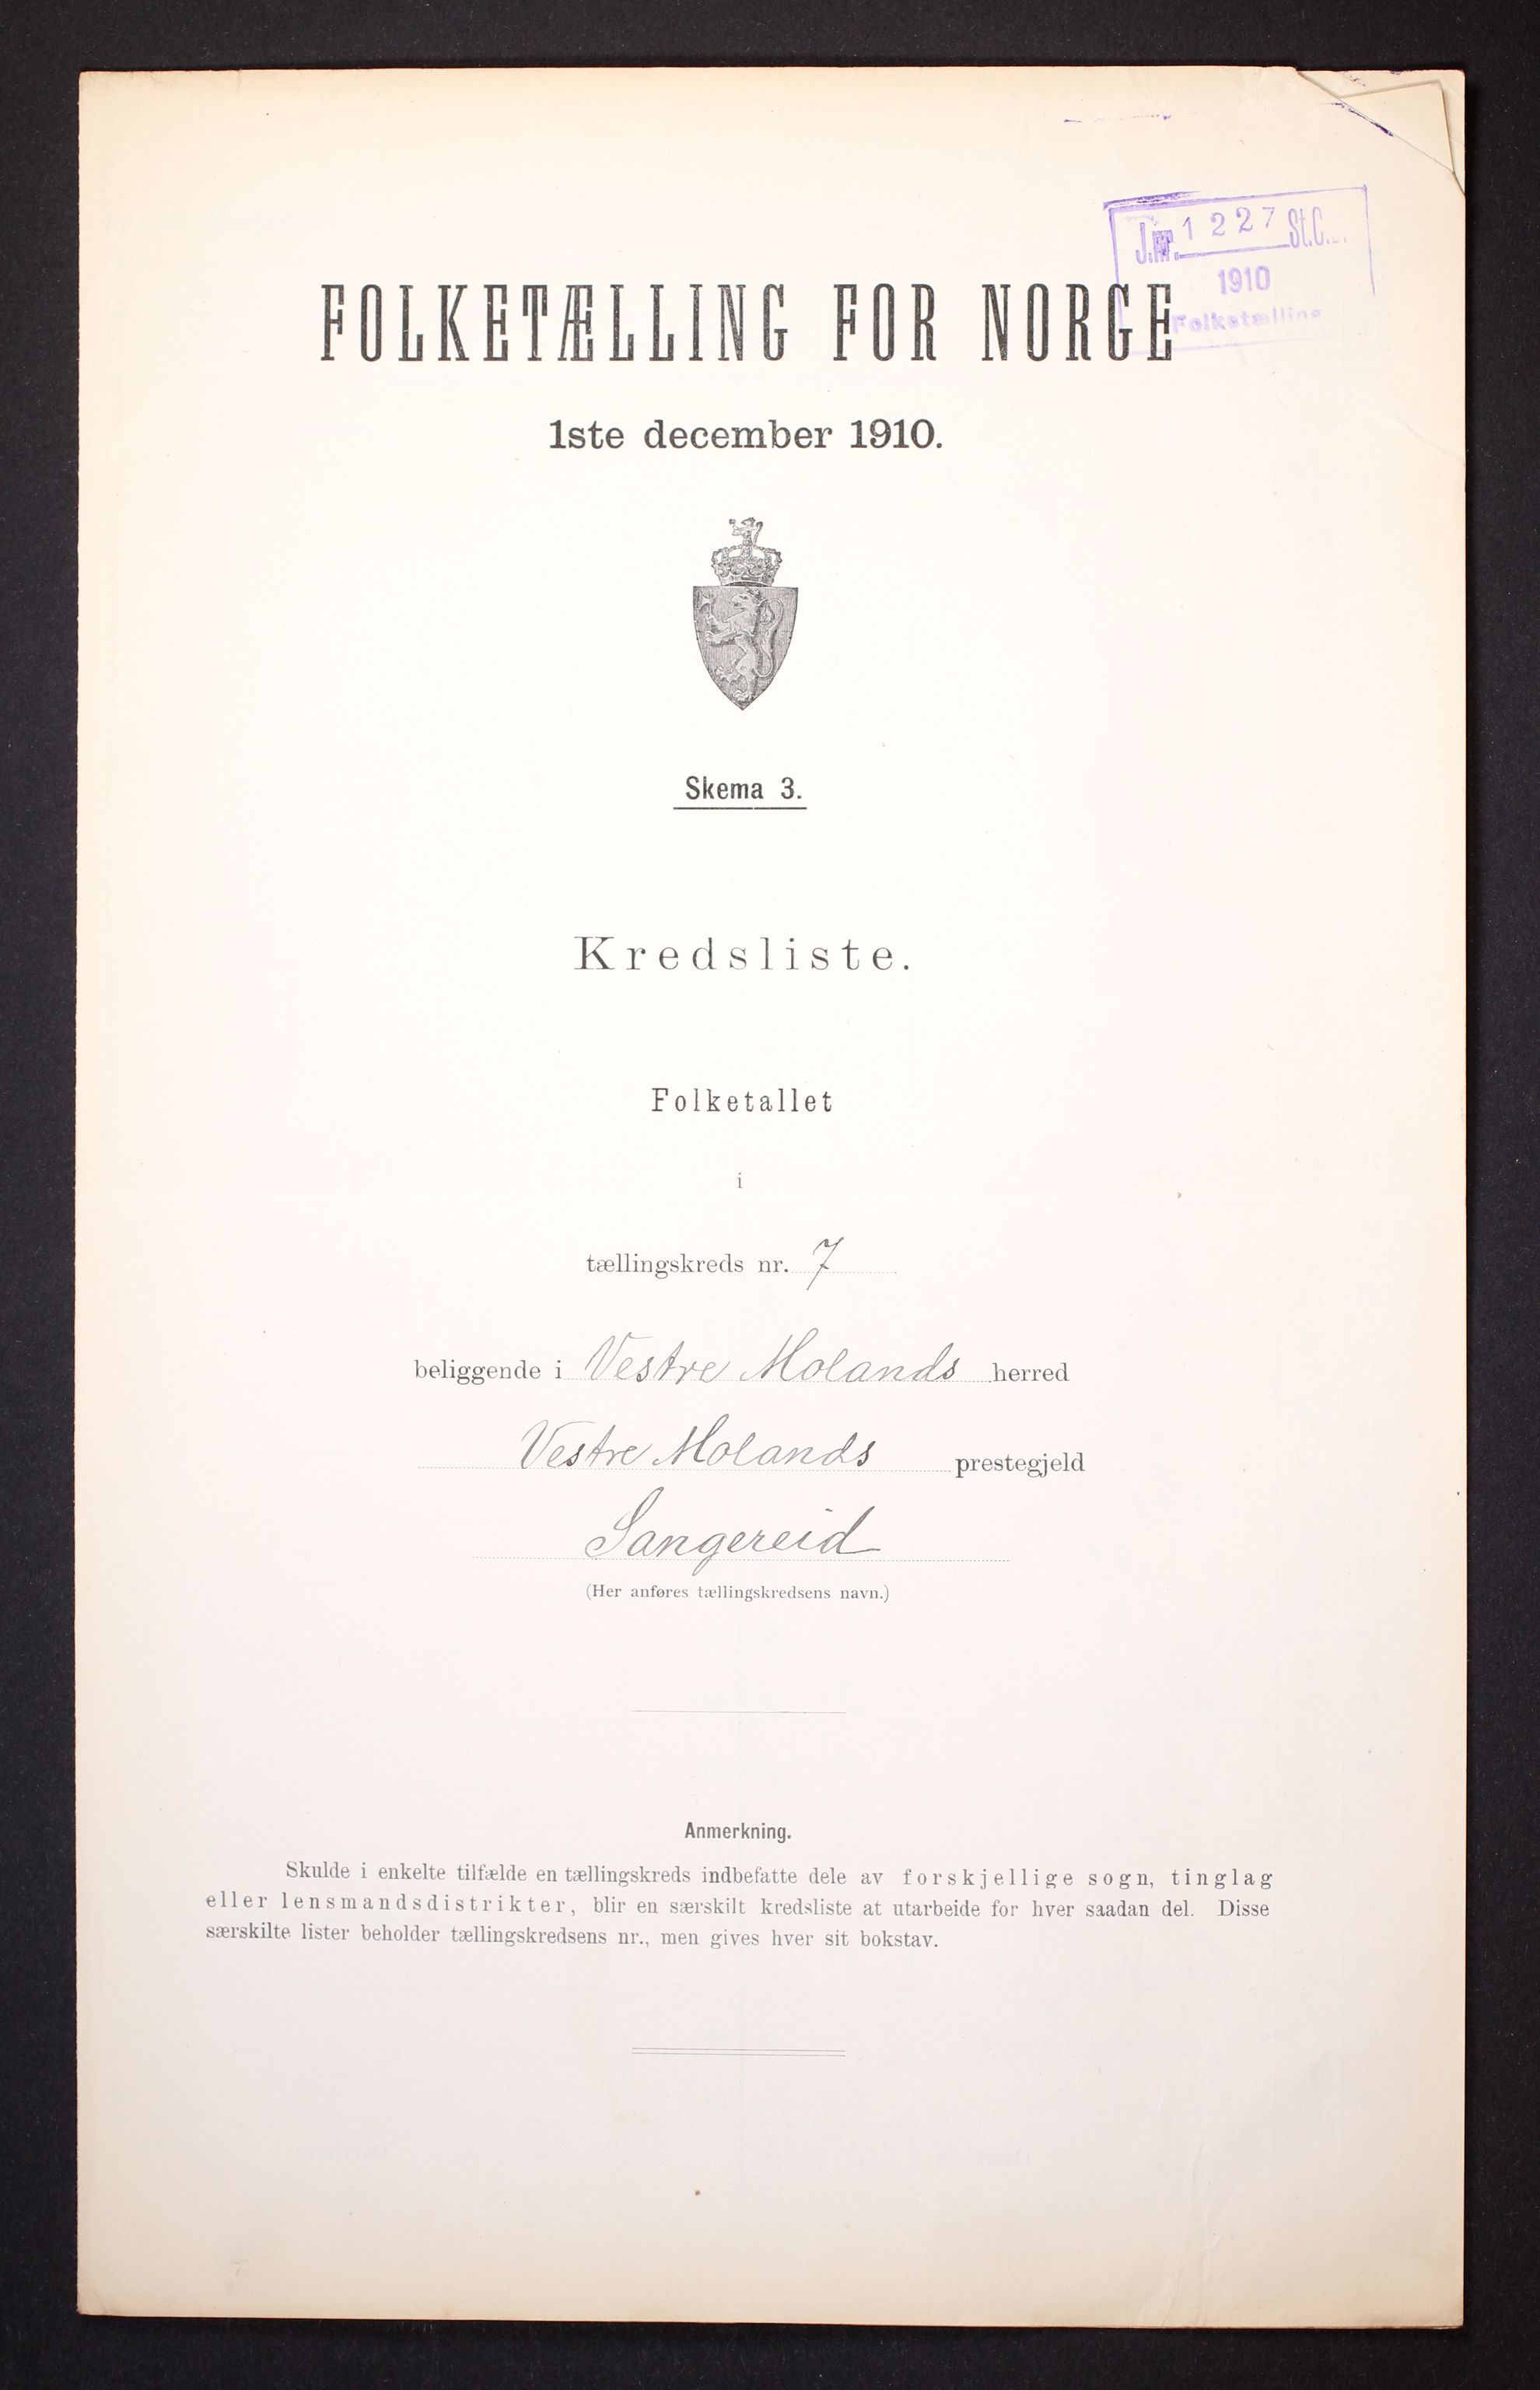 J.nr. 1227 St.C.
1910
Folketælling
FOLKETÆLLING FOR NORGE
1ste december 1910.
Skema 3.
Kredsliste.
Folketallet
i
tællingskreds nr. 7
beliggende i Vestre Molands herred
Vestre Molands prestegjeld
Sangereid
(Her anføres tællingskredsens navn.)
Anmerkning.
Skulde i enkelte tilfælde en tællingskreds indbefatte dele av forskjellige sogn, tinglag
eller lensmandsdistrikter, blir en særskilt kredsliste at utarbeide for hver saadan del. Disse
særskilte lister beholder tællingskredsens nr., men gives hver sit bokstav.